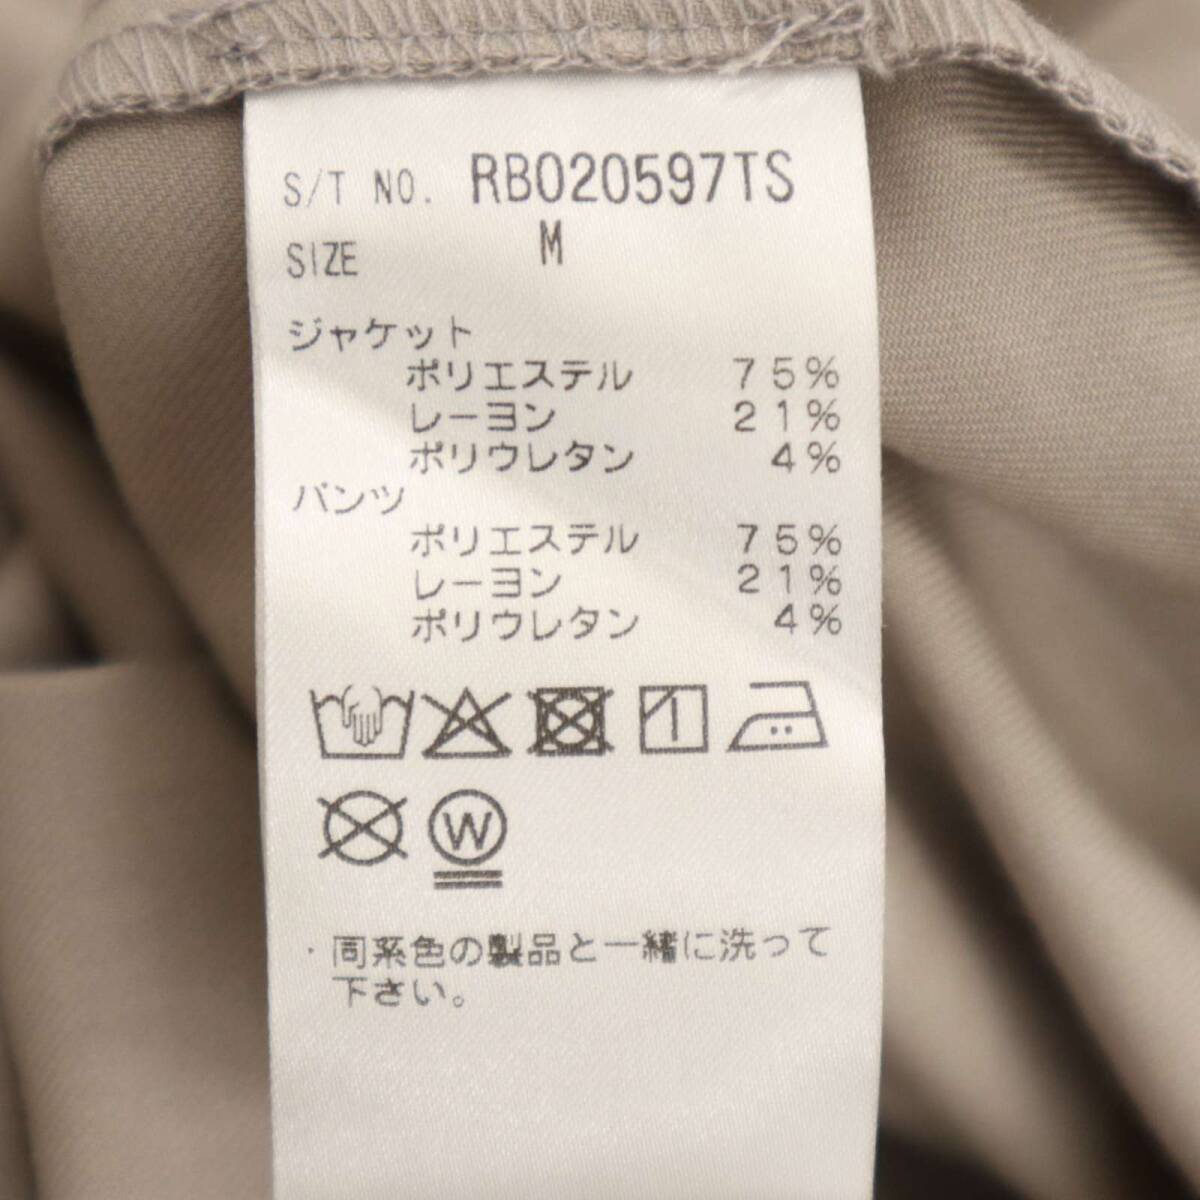 S/T NO. RB020597TS
SIZE M
ジャケット
ポリエステル 75%
レーヨン 21%
ポリウレタン 4%
パンツ
ポリエステル 75%
レーヨン 21%
ポリウレタン 4%
W
・同系色の製品と一緒に洗って
下さい。